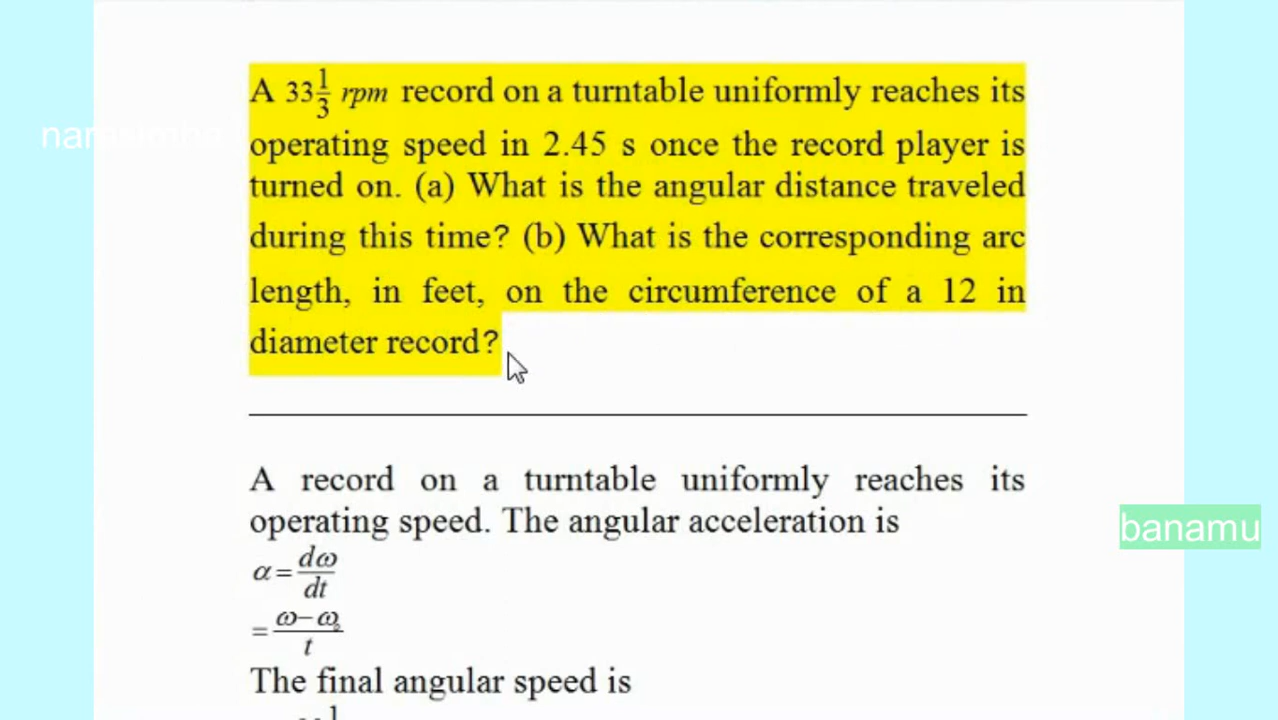 A 33 1/3 rpm record on a turntable uniformly reaches its
operating speed in 2.45 s once the record player is
turned on. (a) What is the angular distance traveled
during this time? (b) What is the corresponding arc
length, in feet, on the circumference of a 12 in
diameter record?
A record on a turntable uniformly reaches its
operating speed. The angular acceleration is
α = dω/dt
= (ω−ω₀)/t
The final angular speed is
banamu